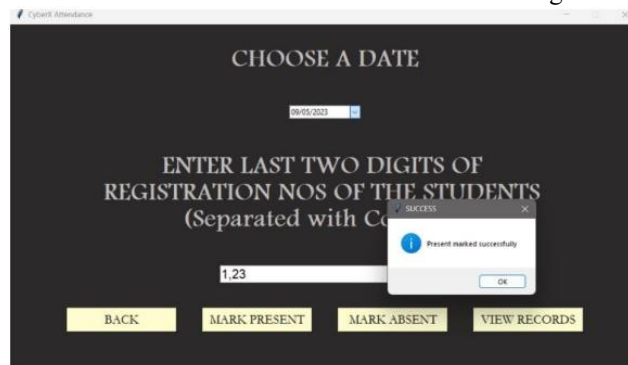 CyberX Attendance
CHOOSE A DATE
09/05/2023
ENTER LAST TWO DIGITS OF
REGISTRATION NOS OF THE STUDENTS
(Separated with
SUCCESS
Present marked successfully
OK
1,23
BACK
MARK PRESENT
MARK ABSENT
VIEW RECORDS